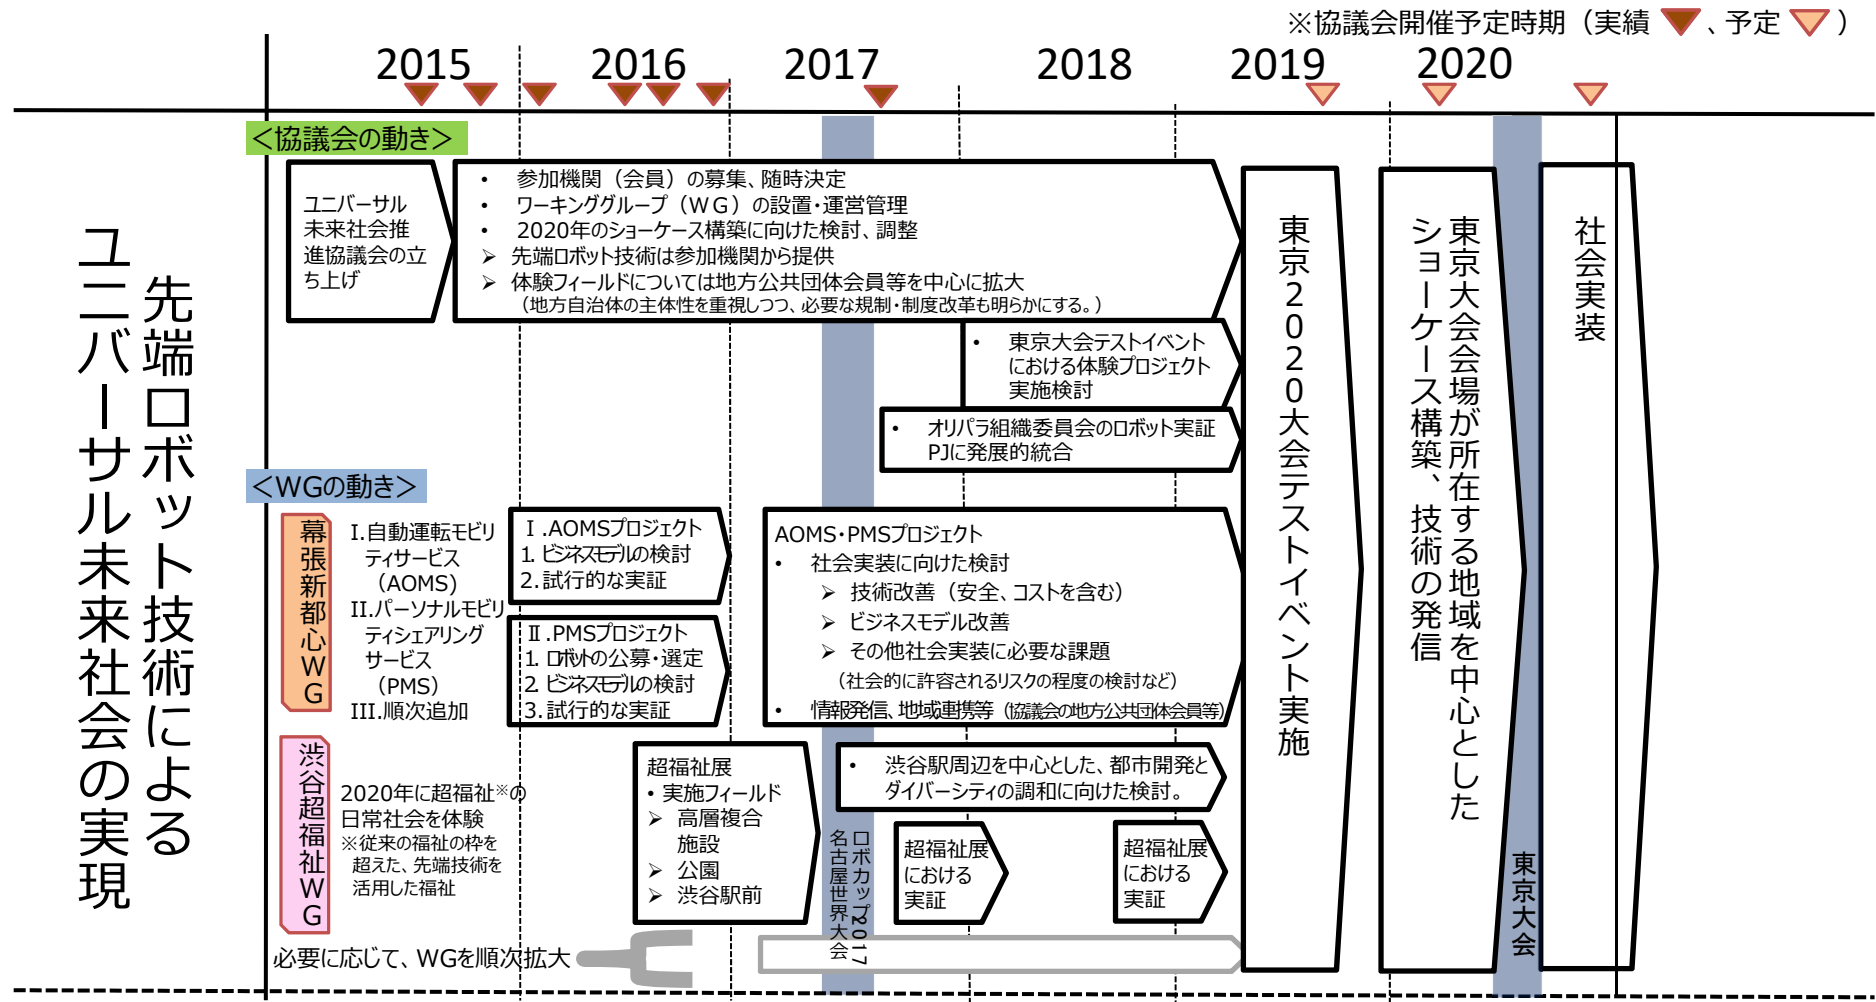 ※協議会開催予定時期（実績 ▼、予定 ▽）
2015
2016
2017
2018
2019
2020
先端ロボット技術による
ユニバーサル未来社会の実現
＜協議会の動き＞
ユニバーサル
未来社会推
進協議会の立
ち上げ
• 参加機関（会員）の募集、随時決定
• ワーキンググループ（ＷＧ）の設置・運営管理
• 2020年のショーケース構築に向けた検討、調整
➢ 先端ロボット技術は参加機関から提供
➢ 体験フィールドについては地方公共団体会員等を中心に拡大
（地方自治体の主体性を重視しつつ、必要な規制・制度改革も明らかにする。）
• 東京大会テストイベント
における体験プロジェクト
実施検討
• オリパラ組織委員会のロボット実証
PJに発展的統合
東京２０２０大会テストイベント実施
東京大会会場が所在する地域を中心とした
ショーケース構築、技術の発信
社会実装
＜WGの動き＞
幕張新都心ＷＧ
I.自動運転モビリ
ティサービス
（AOMS）
II.パーソナルモビリ
ティシェアリング
サービス
（PMS）
III.順次追加
Ⅰ.AOMSプロジェクト
1. ビジネスモデルの検討
2.試行的な実証
Ⅱ.PMSプロジェクト
1. ロボットの公募・選定
2. ビジネスモデルの検討
3.試行的な実証
AOMS・PMSプロジェクト
• 社会実装に向けた検討
➢ 技術改善（安全、コストを含む）
➢ ビジネスモデル改善
➢ その他社会実装に必要な課題
（社会的に許容されるリスクの程度の検討など）
• 情報発信、地域連携等（協議会の地方公共団体会員等）
渋谷超福祉ＷＧ
2020年に超福祉※の
日常社会を体験
※従来の福祉の枠を
超えた、先端技術を
活用した福祉
超福祉展
• 実施フィールド
➢ 高層複合
施設
➢ 公園
➢ 渋谷駅前
• 渋谷駅周辺を中心とした、都市開発と
ダイバーシティの調和に向けた検討。
ロボカップ2017
名古屋世界大会
超福祉展
における
実証
超福祉展
における
実証
東京大会
必要に応じて、WGを順次拡大